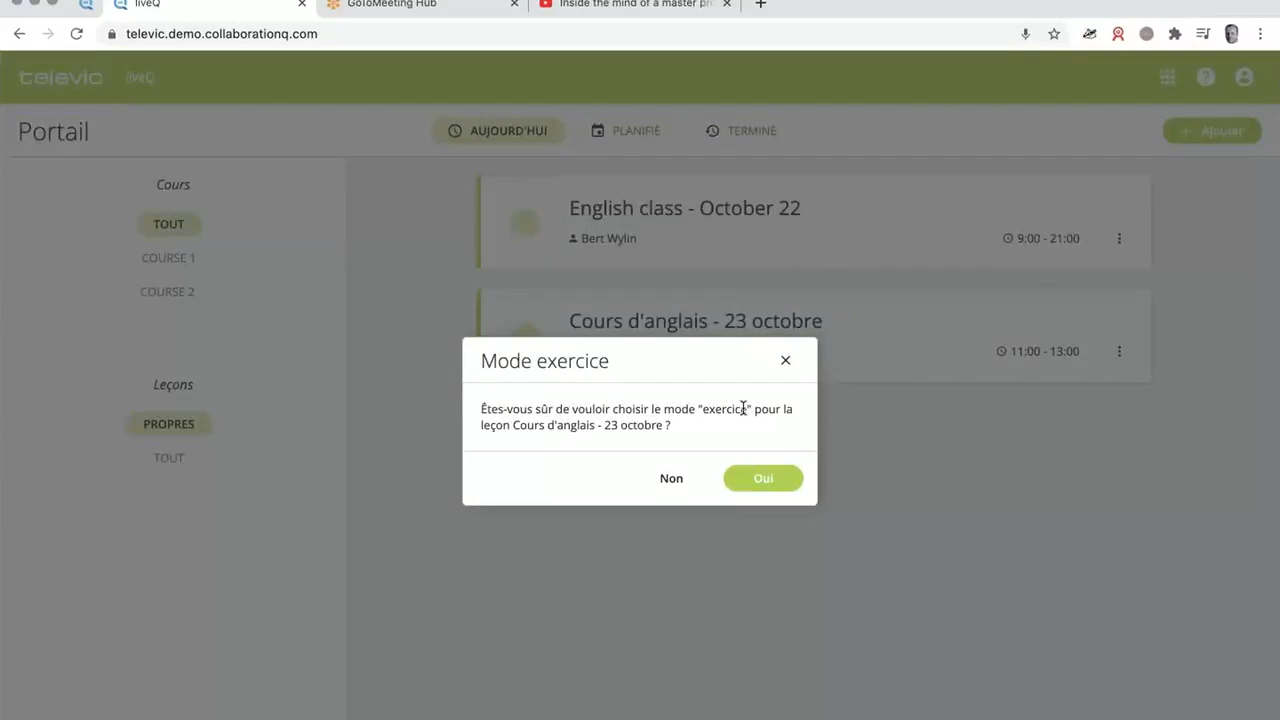 liveQ
GoToMeeting Hub
Inside the mind of a master pr
televic.demo.collaborationq.com
televic liveQ
Portail
AUJOURD'HUI
PLANIFIÉ
TERMINÉ
+ Ajouter
Cours
TOUT
COURSE 1
COURSE 2
Leçons
PROPRES
TOUT
English class - October 22
Bert Wylin
9:00 - 21:00
Cours d'anglais - 23 octobre
11:00 - 13:00
Mode exercice
Êtes-vous sûr de vouloir choisir le mode "exercice" pour la
leçon Cours d'anglais - 23 octobre ?
Non
Oui